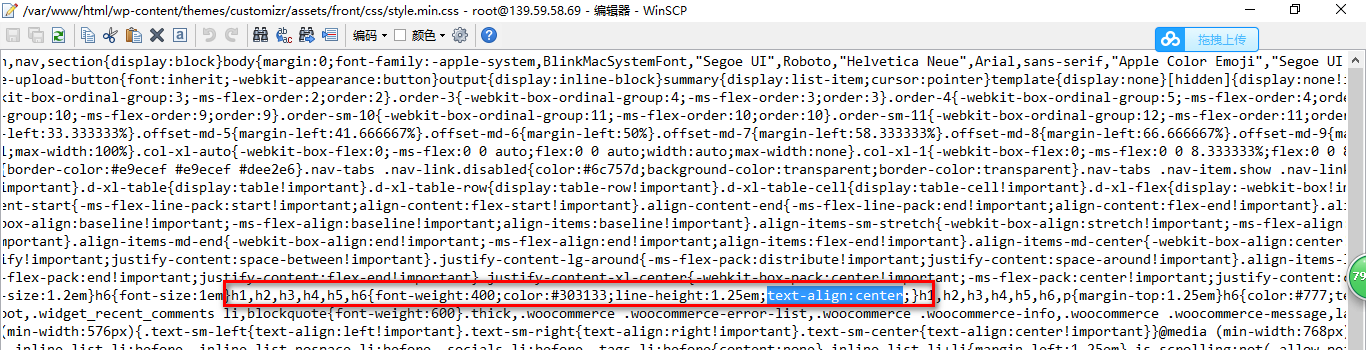 /var/www/html/wp-content/themes/customizr/assets/front/css/style.min.css - root@139.59.58.69 - 编辑器 - WinSCP
编码 颜色
拖拽上传
n,nav,section{display:block}body{margin:0;font-family:-apple-system,BlinkMacSystemFont,"Segoe UI",Roboto,"Helvetica Neue",Arial,sans-serif,"Apple Color Emoji","Segoe UI
e-upload-button{font:inherit;-webkit-appearance:button}output{display:inline-block}summary{display:list-item;cursor:pointer}template{display:none}[hidden]{display:none!
kit-box-ordinal-group:3;-ms-flex-order:2;order:2}.order-3{-webkit-box-ordinal-group:4;-ms-flex-order:3;order:3}.order-4{-webkit-box-ordinal-group:5;-ms-flex-order:4;orde
-group:10;-ms-flex-order:9;order:9}.order-sm-10{-webkit-box-ordinal-group:11;-ms-flex-order:10;order:10}.order-sm-11{-webkit-box-ordinal-group:12;-ms-flex-order:11;order
-left:33.333333%}.offset-md-5{margin-left:41.666667%}.offset-md-6{margin-left:50%}.offset-md-7{margin-left:58.333333%}.offset-md-8{margin-left:66.666667%}.offset-md-9{ma
l;max-width:100%}.col-xl-auto{-webkit-box-flex:0;-ms-flex:0 0 auto;flex:0 0 auto;width:auto;max-width:none}.col-xl-1{-webkit-box-flex:0;-ms-flex:0 0 8.333333%;flex:0 0 8
{border-color:#e9ecef #e9ecef #dee2e6}.nav-tabs .nav-link.disabled{color:#6c757d;background-color:transparent;border-color:transparent}.nav-tabs .nav-item.show .nav-link
important}.d-xl-table{display:table!important}.d-xl-table-row{display:table-row!important}.d-xl-table-cell{display:table-cell!important}.d-xl-flex{display:-webkit-box!im
ent-start{-ms-flex-line-pack:start!important;align-content:flex-start!important}.align-content-end{-ms-flex-line-pack:end!important;align-content:flex-end!important}.ali
box-align:baseline!important;-ms-flex-align:baseline!important;align-items:baseline!important}.align-items-sm-stretch{-webkit-box-align:stretch!important;-ms-flex-align
important}.align-items-md-end{-webkit-box-align:end!important;-ms-flex-align:end!important;align-items:flex-end!important}.align-items-md-center{-webkit-box-align:center
ify!important;justify-content:space-between!important}.justify-content-lg-around{-ms-flex-pack:distribute!important;justify-content:space-around!important}.align-items-l
-flex-pack:end!important;justify-content:flex-end!important}.justify-content-xl-center{-webkit-box-pack:center!important;-ms-flex-pack:center!important;justify-content:c
-size:1.2em}h6{font-size:1em}h1,h2,h3,h4,h5,h6{font-weight:400;color:#303133;line-height:1.25em;text-align:center;}h1,h2,h3,h4,h5,h6,p{margin-top:1.25em}h6{color:#777;te
oot,.widget_recent_comments li,blockquote{font-weight:600}.thick,.woocommerce .woocommerce-error-list,.woocommerce .woocommerce-info,.woocommerce .woocommerce-message,la
(min-width:576px){.text-sm-left{text-align:left!important}.text-sm-right{text-align:right!important}.text-sm-center{text-align:center!important}}@media (min-width:768px)
79